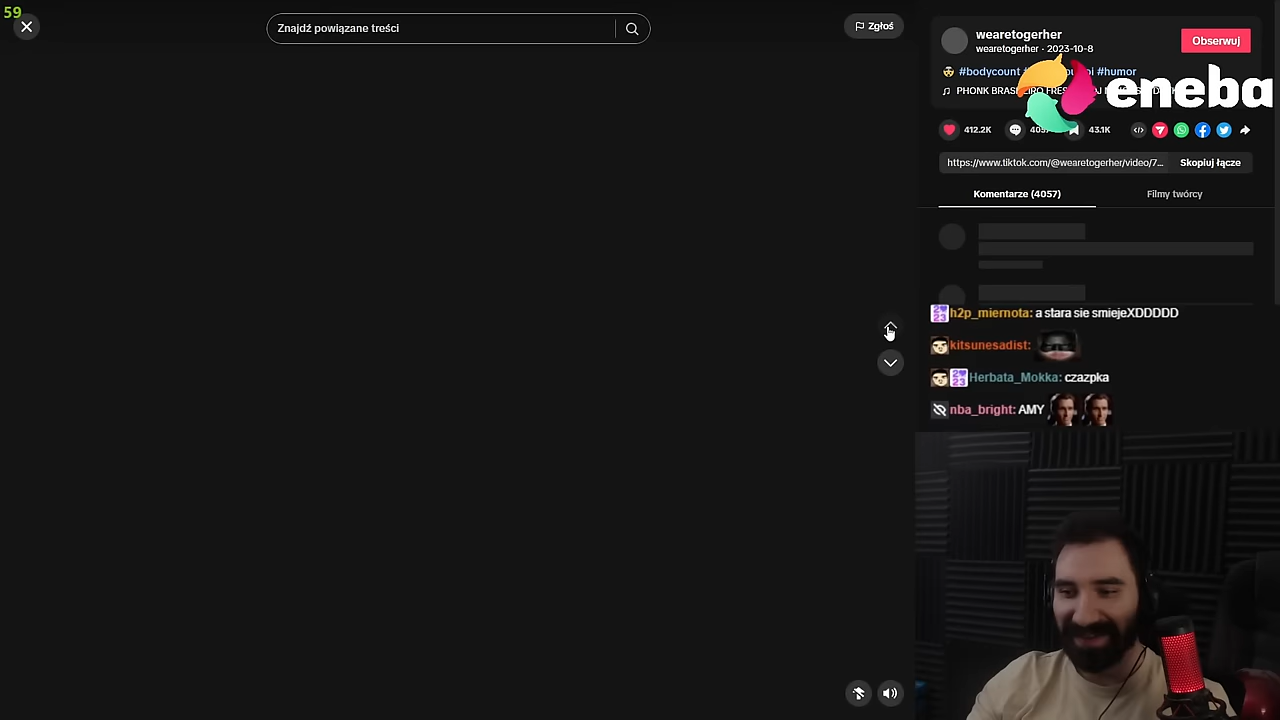 59
Znajdź powiązane treści
Zgłoś
wearetogerher
wearetogerher · 2023-10-8
Obserwuj
#bodycount #humor
PHONK
eneba
412.2K
43.1K
https://www.tiktok.com/@wearetogerher/video/7...
Skopiuj łącze
Komentarze (4057)
Filmy twórcy
h2p_miernota: a stara sie smiejeXDDDDD
kitsunesadist:
Herbata_Mokka: czazpka
nba_bright: AMY